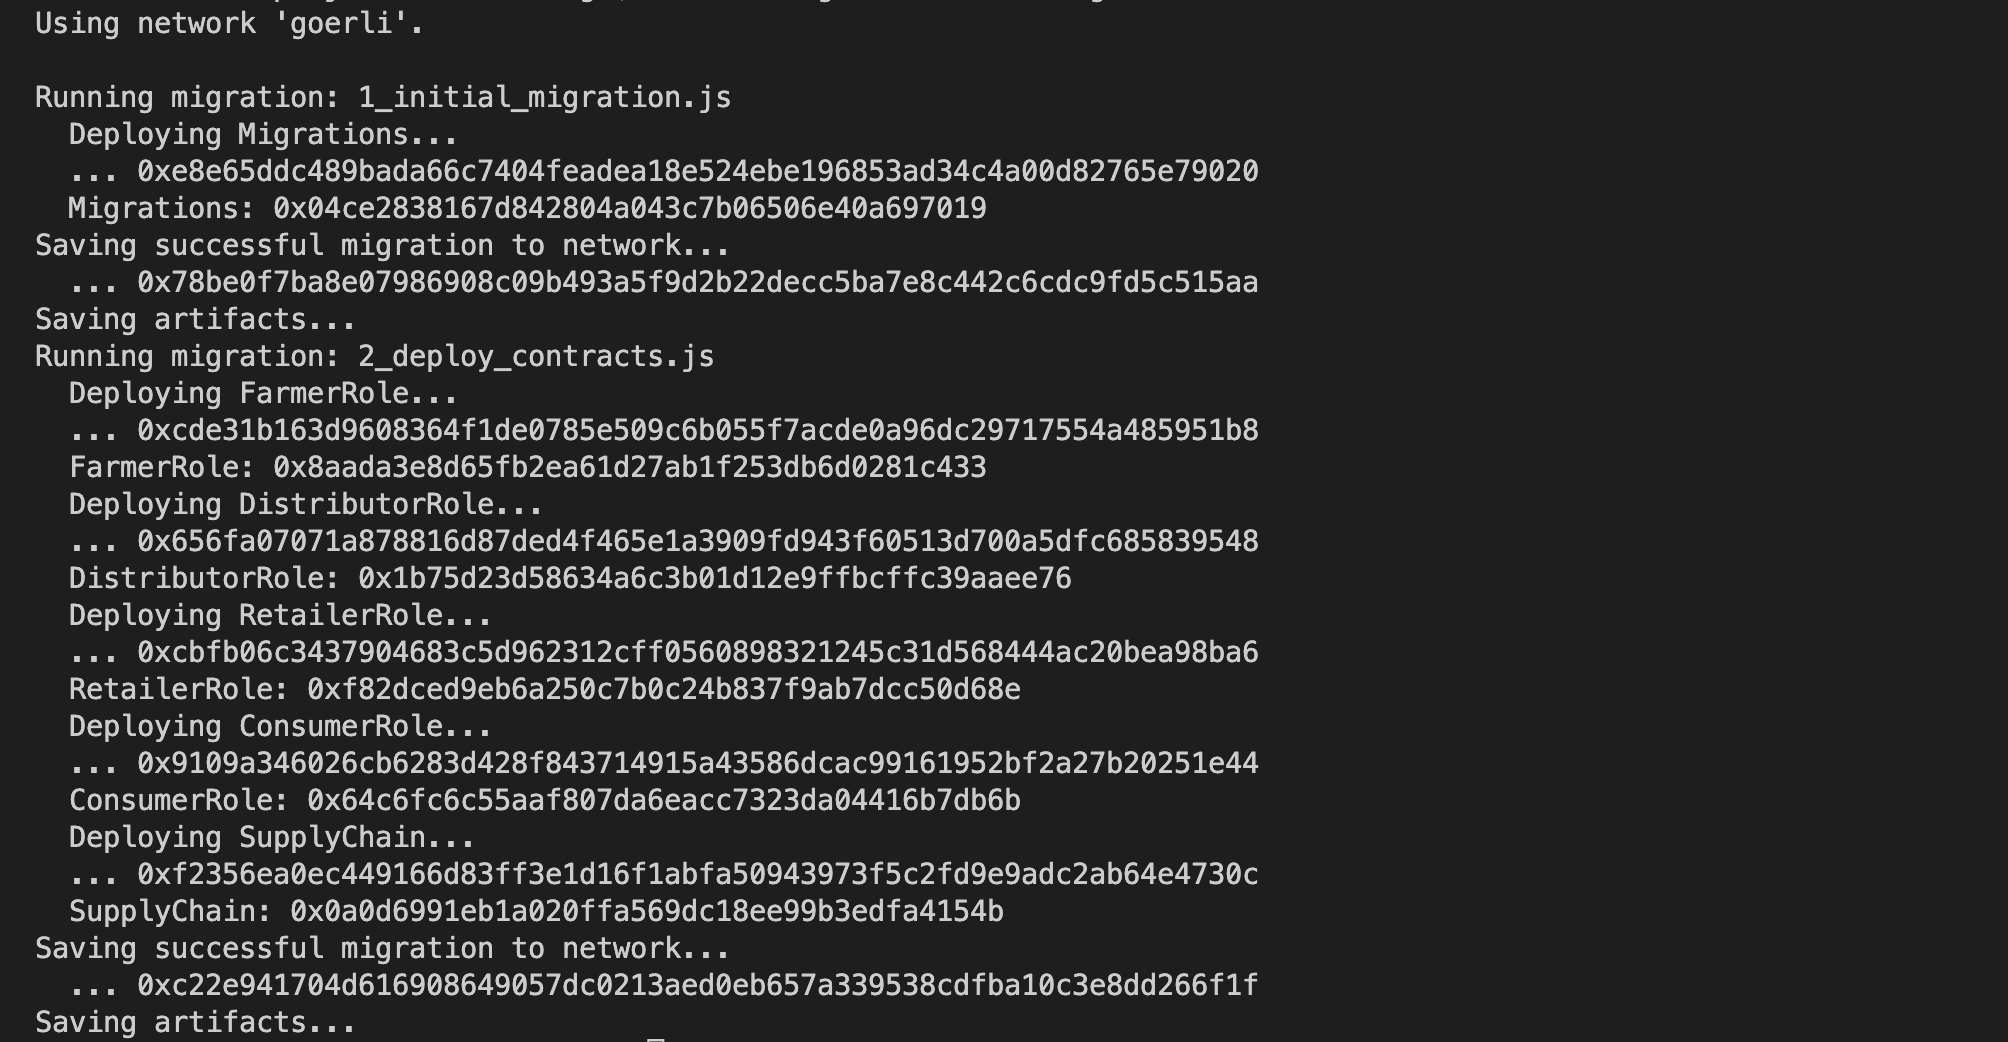 Using network 'goerli'.
Running migration: 1_initial_migration.js
Deploying Migrations...
... 0xe8e65ddc489bada66c7404feadea18e524ebe196853ad34c4a00d82765e79020
Migrations: 0x04ce2838167d842804a043c7b06506e40a697019
Saving successful migration to network...
... 0x78be0f7ba8e07986908c09b493a5f9d2b22decc5ba7e8c442c6cdc9fd5c515aa
Saving artifacts...
Running migration: 2_deploy_contracts.js
Deploying FarmerRole...
... 0xcde31b163d9608364f1de0785e509c6b055f7acde0a96dc29717554a485951b8
FarmerRole: 0x8aada3e8d65fb2ea61d27ab1f253db6d0281c433
Deploying DistributorRole...
... 0x656fa07071a878816d87ded4f465e1a3909fd943f60513d700a5dfc685839548
DistributorRole: 0x1b75d23d58634a6c3b01d12e9ffbcffc39aaee76
Deploying RetailerRole...
... 0xcbfb06c3437904683c5d962312cff0560898321245c31d568444ac20bea98ba6
RetailerRole: 0xf82dced9eb6a250c7b0c24b837f9ab7dcc50d68e
Deploying ConsumerRole...
... 0x9109a346026cb6283d428f843714915a43586dcac99161952bf2a27b20251e44
ConsumerRole: 0x64c6fc6c55aaf807da6eacc7323da04416b7db6b
Deploying SupplyChain...
... 0xf2356ea0ec449166d83ff3e1d16f1abfa50943973f5c2fd9e9adc2ab64e4730c
SupplyChain: 0x0a0d6991eb1a020ffa569dc18ee99b3edfa4154b
Saving successful migration to network...
... 0xc22e941704d616908649057dc0213aed0eb657a339538cdfba10c3e8dd266f1f
Saving artifacts...